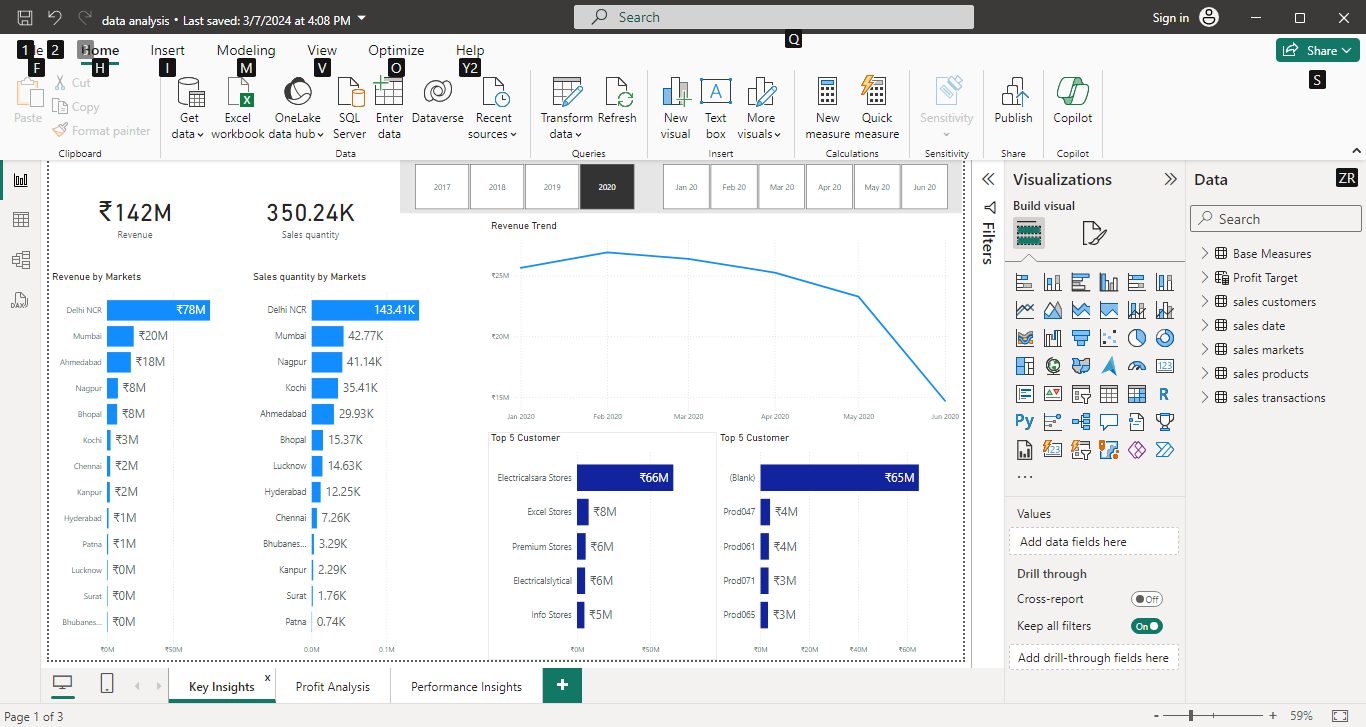 data analysis • Last saved: 3/7/2024 at 4:08 PM
Search
Sign in
Q
1
2
Home
Insert
Modeling
View
Optimize
Help
Share
F
H
I
M
V
O
Y2
S
Paste
Cut
Copy
Format painter
Get data
Excel workbook
OneLake data hub
SQL Server
Enter data
Dataverse
Recent sources
Transform data
Refresh
New visual
Text box
More visuals
New measure
Quick measure
Sensitivity
Publish
Copilot
Clipboard
Data
Queries
Insert
Calculations
Sensitivity
Share
Copilot
₹142M
Revenue
350.24K
Sales quantity
2017
2018
2019
2020
Jan 20
Feb 20
Mar 20
Apr 20
May 20
Jun 20
Revenue by Markets
Delhi NCR ₹78M
Mumbai ₹20M
Ahmedabad ₹18M
Nagpur ₹8M
Bhopal ₹8M
Kochi ₹3M
Chennai ₹2M
Kanpur ₹2M
Hyderabad ₹1M
Patna ₹1M
Lucknow ₹0M
Surat ₹0M
Bhubanes... ₹0M
₹0M ₹50M
Sales quantity by Markets
Delhi NCR 143.41K
Mumbai 42.77K
Nagpur 41.14K
Kochi 35.41K
Ahmedabad 29.93K
Bhopal 15.37K
Lucknow 14.63K
Hyderabad 12.25K
Chennai 7.26K
Bhubanes... 3.29K
Kanpur 2.29K
Surat 1.76K
Patna 0.74K
0.0M 0.1M
Revenue Trend
₹25M
₹20M
₹15M
Jan 2020 Feb 2020 Mar 2020 Apr 2020 May 2020 Jun 2020
Top 5 Customer
Electricalsara Stores ₹66M
Excel Stores ₹8M
Premium Stores ₹6M
Electricalslytical ₹6M
Info Stores ₹5M
₹0M ₹50M
Top 5 Customer
(Blank) ₹65M
Prod047 ₹4M
Prod061 ₹4M
Prod071 ₹3M
Prod065 ₹3M
₹0M ₹20M ₹40M ₹60M
Filters
Visualizations
Build visual
123
R
Py
123
...
Values
Add data fields here
Drill through
Cross-report Off
Keep all filters On
Add drill-through fields here
Data
ZR
Search
Base Measures
Profit Target
sales customers
sales date
sales markets
sales products
sales transactions
DAX
Key Insights x
Profit Analysis
Performance Insights
+
Page 1 of 3
- + 59%